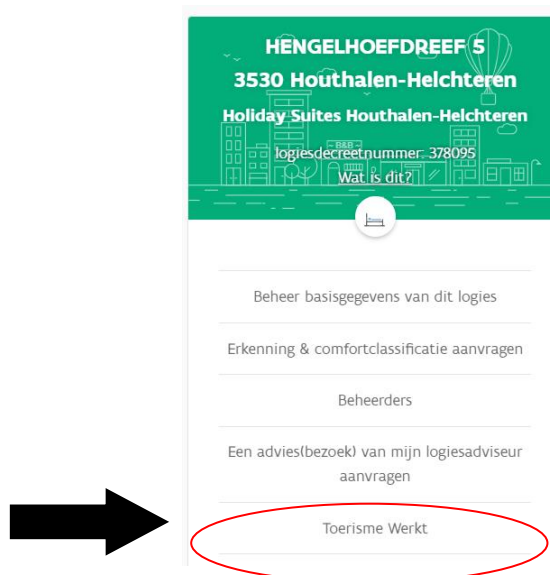 HENGELHOEFDREEF 5
3530 Houthalen-Helchteren
Holiday Suites Houthalen-Helchteren
~ B&B ~
logiesdecreetnummer: 378095
Wat is dit?
Beheer basisgegevens van dit logies
Erkenning & comfortclassificatie aanvragen
Beheerders
Een advies(bezoek) van mijn logiesadviseur
aanvragen
Toerisme Werkt